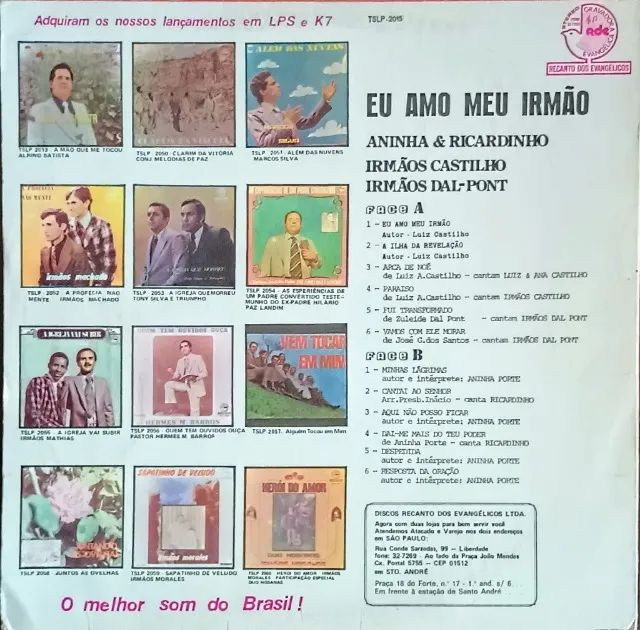 Adquiram os nossos lançamentos em LPS e K7
TSLP-2015
GRAVADORA
Rde
EVANGÉLICA
RECANTO DOS EVANGÉLICOS
ALÉM DAS NUVENS
TSLP 2013 - A MÃO QUE ME TOCOU
ALPINO BATISTA
TSLP 2050 - CLARIM DA VITÓRIA
CONJ. MELODIAS DE PAZ
TSLP 2051 - ALÉM DAS NUVENS
MARCOS SILVA
A PROFECIA
NÃO MENTE
irmãos machado
TSLP 2052 - A PROFECIA NÃO
MENTE IRMÃOS MACHADO
TSLP 2053 - A IGREJA QUE MORREU
TONY SILVA E TRIUMPHO
TSLP 2054 - AS EXPERIÊNCIAS DE
UM PADRE CONVERTIDO TESTE-
MUNHO DO EX-PADRE HILÁRIO
PAZ LANDIM
A IGREJA VAI SUBIR
TSLP 2055 - A IGREJA VAI SUBIR
IRMÃOS MATHIAS
QUEM TEM OUVIDOS OUÇA
HERMES M. BARROS
TSLP 2056 - QUEM TEM OUVIDOS OUÇA
PASTOR HERMES M. BARROS
VEM TOCAR
EM MIM
TSLP 2057 - Alguém Tocou em Mim
TSLP 2058 - JUNTOS AS OVELHAS
SAPATINHO DE VELUDO
irmãos morales
TSLP 2059 - SAPATINHO DE VELUDO
IRMÃOS MORALES
HERÓI DO AMOR
TSLP 2060 - HEROI DO AMOR IRMÃOS
MORALES PARTICIPAÇÃO ESPECIAL
DUO HOSANAS
O melhor som do Brasil!
EU AMO MEU IRMÃO
ANINHA & RICARDINHO
IRMÃOS CASTILHO
IRMÃOS DAL-PONT
FACE A
1 - EU AMO MEU IRMÃO
Autor - Luiz Castilho
2 - A ILHA DA REVELAÇÃO
Autor - Luiz Castilho
3 - ARCA DE NOÉ
de Luiz A.Castilho - cantam LUIZ & ANA CASTILHO
4 - PARAISO
de Luiz A.Castilho - cantam IRMÃOS CASTILHO
5 - FUI TRANSFORMADO
de Zuleide Dal Pont - cantam IRMÃOS DAL PONT
6 - VAMOS COM ELE MORAR
de José G.dos Santos - cantam IRMÃOS DAL PONT
FACE B
1 - MINHAS LÁGRIMAS
autor e intérprete: ANINHA PORTE
2 - CANTAI AO SENHOR
Arr.Presb.Inácio - canta RICARDINHO
3 - AQUI NÃO POSSO FICAR
autor e intérprete: ANINHA PORTE
4 - DAI-ME MAIS DO TEU PODER
de Aninha Porte - canta RICARDINHO
5 - DESPEDIDA
autor e intérprete: ANINHA PORTE
6 - RESPOSTA DA ORAÇÃO
autor e intérprete: ANINHA PORTE
DISCOS RECANTO DOS EVANGÉLICOS LTDA.
Agora com duas lojas para bem servir você
Atendemos Atacado e Varejo nos dois endereços
em SÃO PAULO:
Rua Conde Sarzedas, 99 - Liberdade
fone: 32-7269 - Ao lado da Praça João Mendes
Cx. Portal 5755 - CEP 01512
em STO. ANDRÉ
Praça 18 do Forte, n.° 17 - 1.° and. s/ 6
Em frente à estação de Santo André